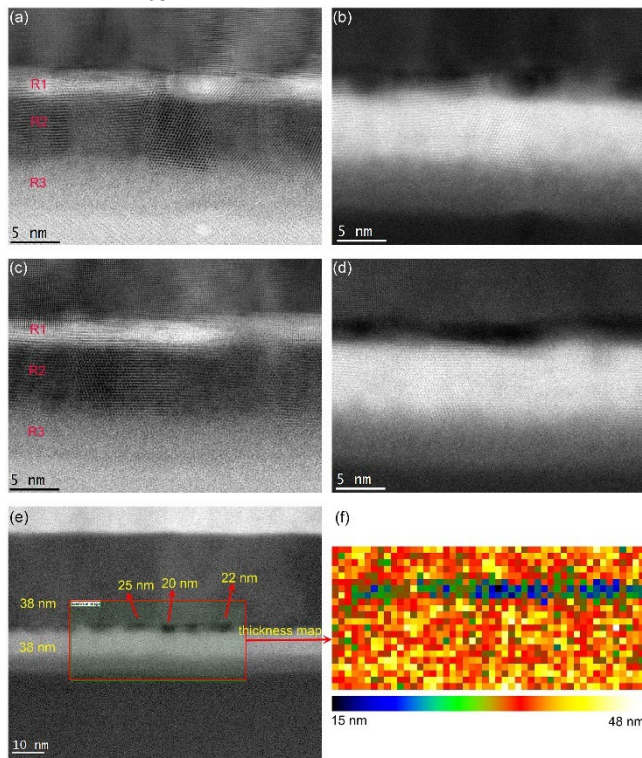 (a)
R1
R2
R3
5 nm
(b)
5 nm
(c)
R1
R2
R3
5 nm
(d)
5 nm
(e)
25 nm
20 nm
22 nm
38 nm
38 nm
thickness map
10 nm
(f)
15 nm
48 nm